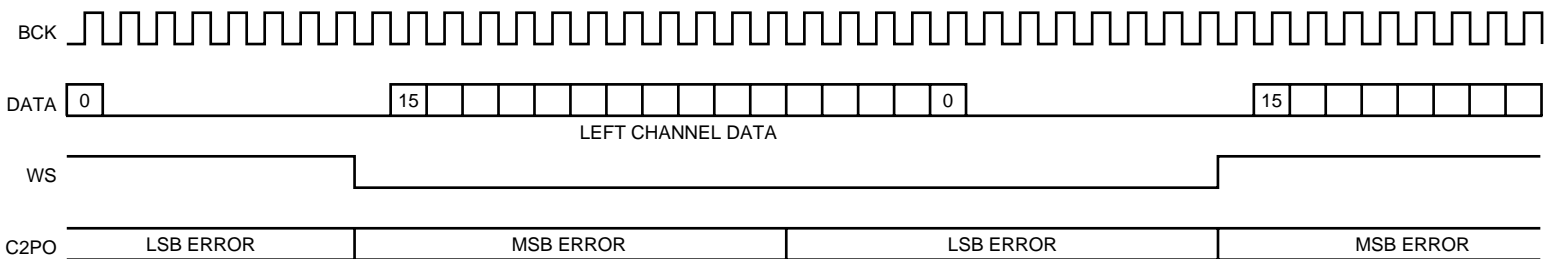 BCK
DATA 0 15 0 15
LEFT CHANNEL DATA
WS
C2PO LSB ERROR MSB ERROR LSB ERROR MSB ERROR